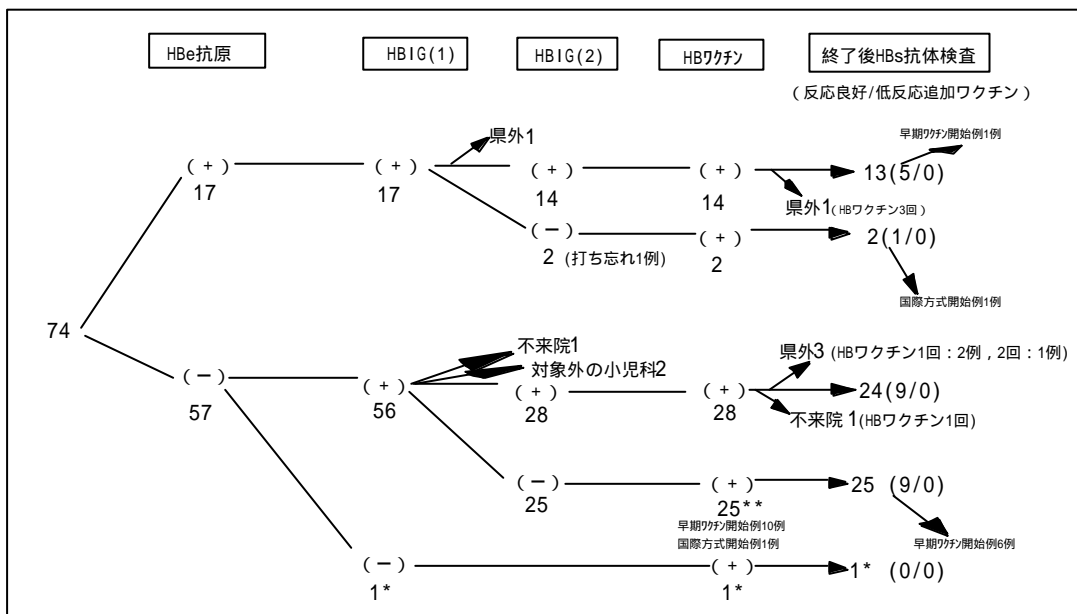 HBe抗原 HBIG(1) HBIG(2) HBワクチン 終了後HBs抗体検査
(反応良好/低反応追加ワクチン)
県外1 早期ワクチン開始例1例
(+) (+) (+) (+) 13(5/0)
17 17 14 14
県外1(HBワクチン3回)
(-) (+) 2(1/0)
2 (打ち忘れ1例) 2
国際方式開始例1例
74
不来院1 県外3 (HBワクチン1回:2例,2回:1例)
対象外の小児科2
(-) (+) (+) (+) 24(9/0)
57 56 28 28
不来院1(HBワクチン1回)
(-) (+) 25 (9/0)
25 25**
早期ワクチン開始例10例
国際方式開始例1例 早期ワクチン開始例6例
(-) (+) 1* (0/0)
1* 1*